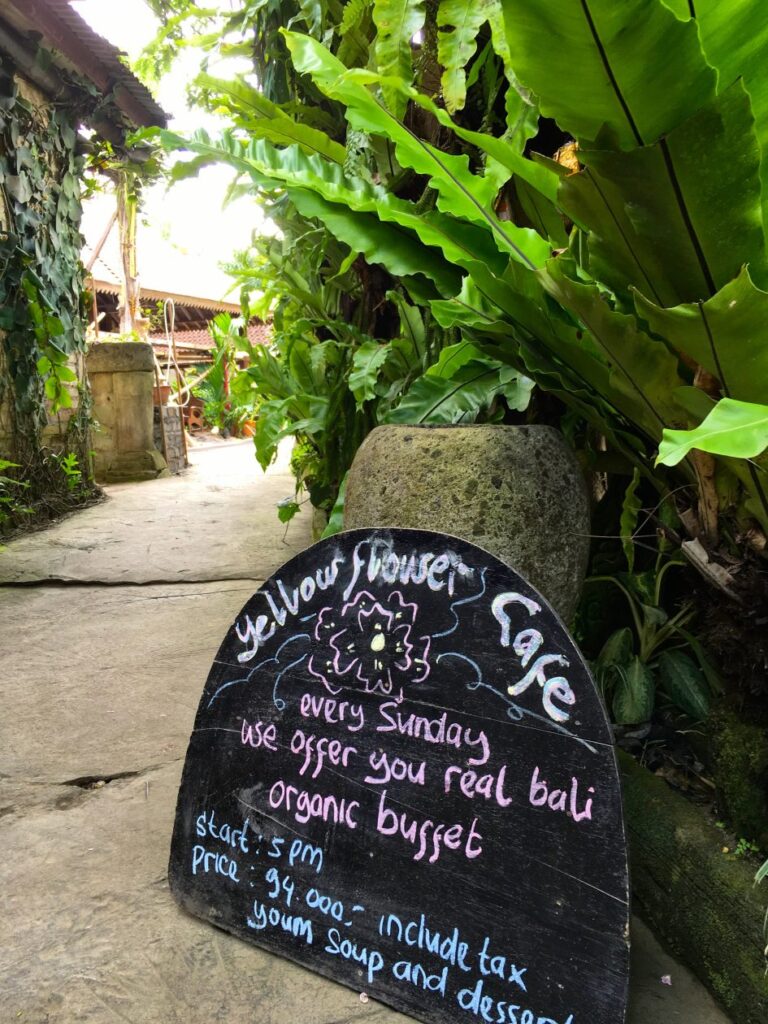 yellow flower Cafe
every Sunday
we offer you real bali
organic buffet
start : 5 pm
price : 94.000,- include tax
youm soup and dessert